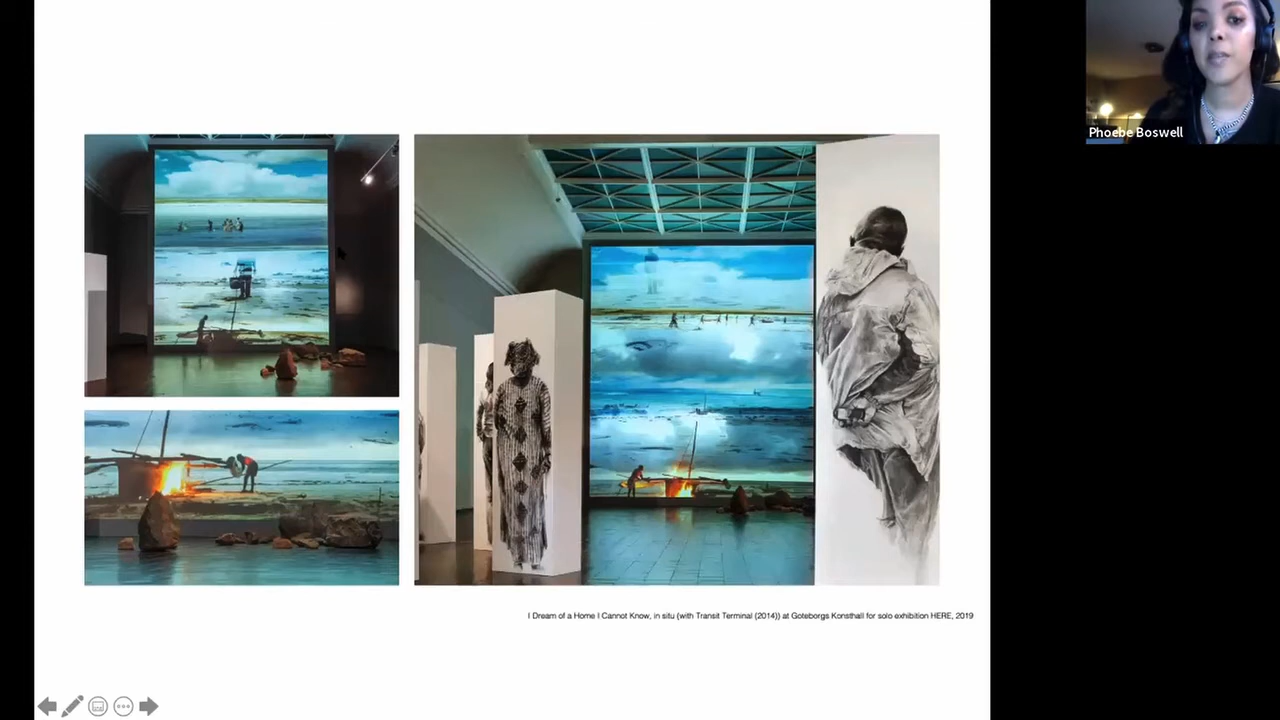 Phoebe Boswell
I Dream of a Home I Cannot Know, in situ (with Transit Terminal (2014)) at Goteborgs Konsthall for solo exhibition HERE, 2019